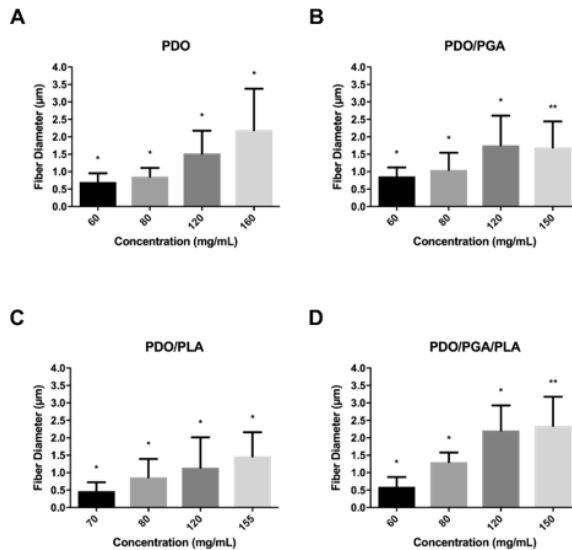 A
PDO
Fiber Diameter (µm)
4.0
3.5
3.0
2.5
2.0
1.5
1.0
0.5
0.0
* * * *
60 80 120 160
Concentration (mg/mL)
B
PDO/PGA
Fiber Diameter (µm)
4.0
3.5
3.0
2.5
2.0
1.5
1.0
0.5
0.0
* * * **
60 80 120 150
Concentration (mg/mL)
C
PDO/PLA
Fiber Diameter (µm)
4.0
3.5
3.0
2.5
2.0
1.5
1.0
0.5
0.0
* * * *
70 80 120 155
Concentration (mg/mL)
D
PDO/PGA/PLA
Fiber Diameter (µm)
4.0
3.5
3.0
2.5
2.0
1.5
1.0
0.5
0.0
* * * **
60 80 120 150
Concentration (mg/mL)